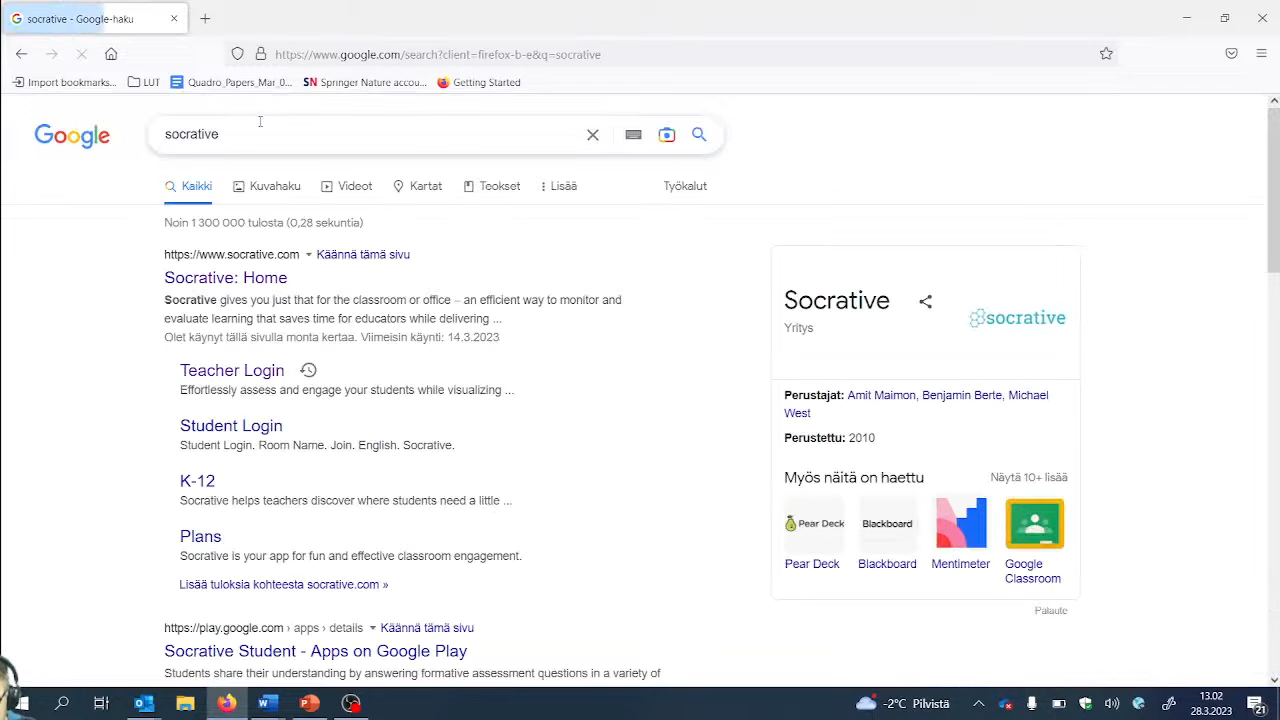 socrative - Google-haku
https://www.google.com/search?client=firefox-b-e&q=socrative
Import bookmarks... LUT Quadro_Papers_Mar_0... SN Springer Nature accou... Getting Started
Google
socrative
Kaikki Kuvahaku Videot Kartat Teokset Lisää Työkalut
Noin 1 300 000 tulosta (0,28 sekuntia)
https://www.socrative.com Käännä tämä sivu
Socrative: Home
Socrative gives you just that for the classroom or office – an efficient way to monitor and
evaluate learning that saves time for educators while delivering ...
Olet käynyt tällä sivulla monta kertaa. Viimeisin käynti: 14.3.2023
Teacher Login
Effortlessly assess and engage your students while visualizing ...
Student Login
Student Login. Room Name. Join. English. Socrative.
K-12
Socrative helps teachers discover where students need a little ...
Plans
Socrative is your app for fun and effective classroom engagement.
Lisää tuloksia kohteesta socrative.com »
https://play.google.com › apps › details Käännä tämä sivu
Socrative Student - Apps on Google Play
Students share their understanding by answering formative assessment questions in a variety of
Socrative
Yritys
socrative
Perustajat: Amit Maimon, Benjamin Berte, Michael
West
Perustettu: 2010
Myös näitä on haettu Näytä 10+ lisää
Pear Deck Blackboard
Pear Deck Blackboard Mentimeter Google
Classroom
Palaute
-2°C Pilvistä
13.02
28.3.2023
21